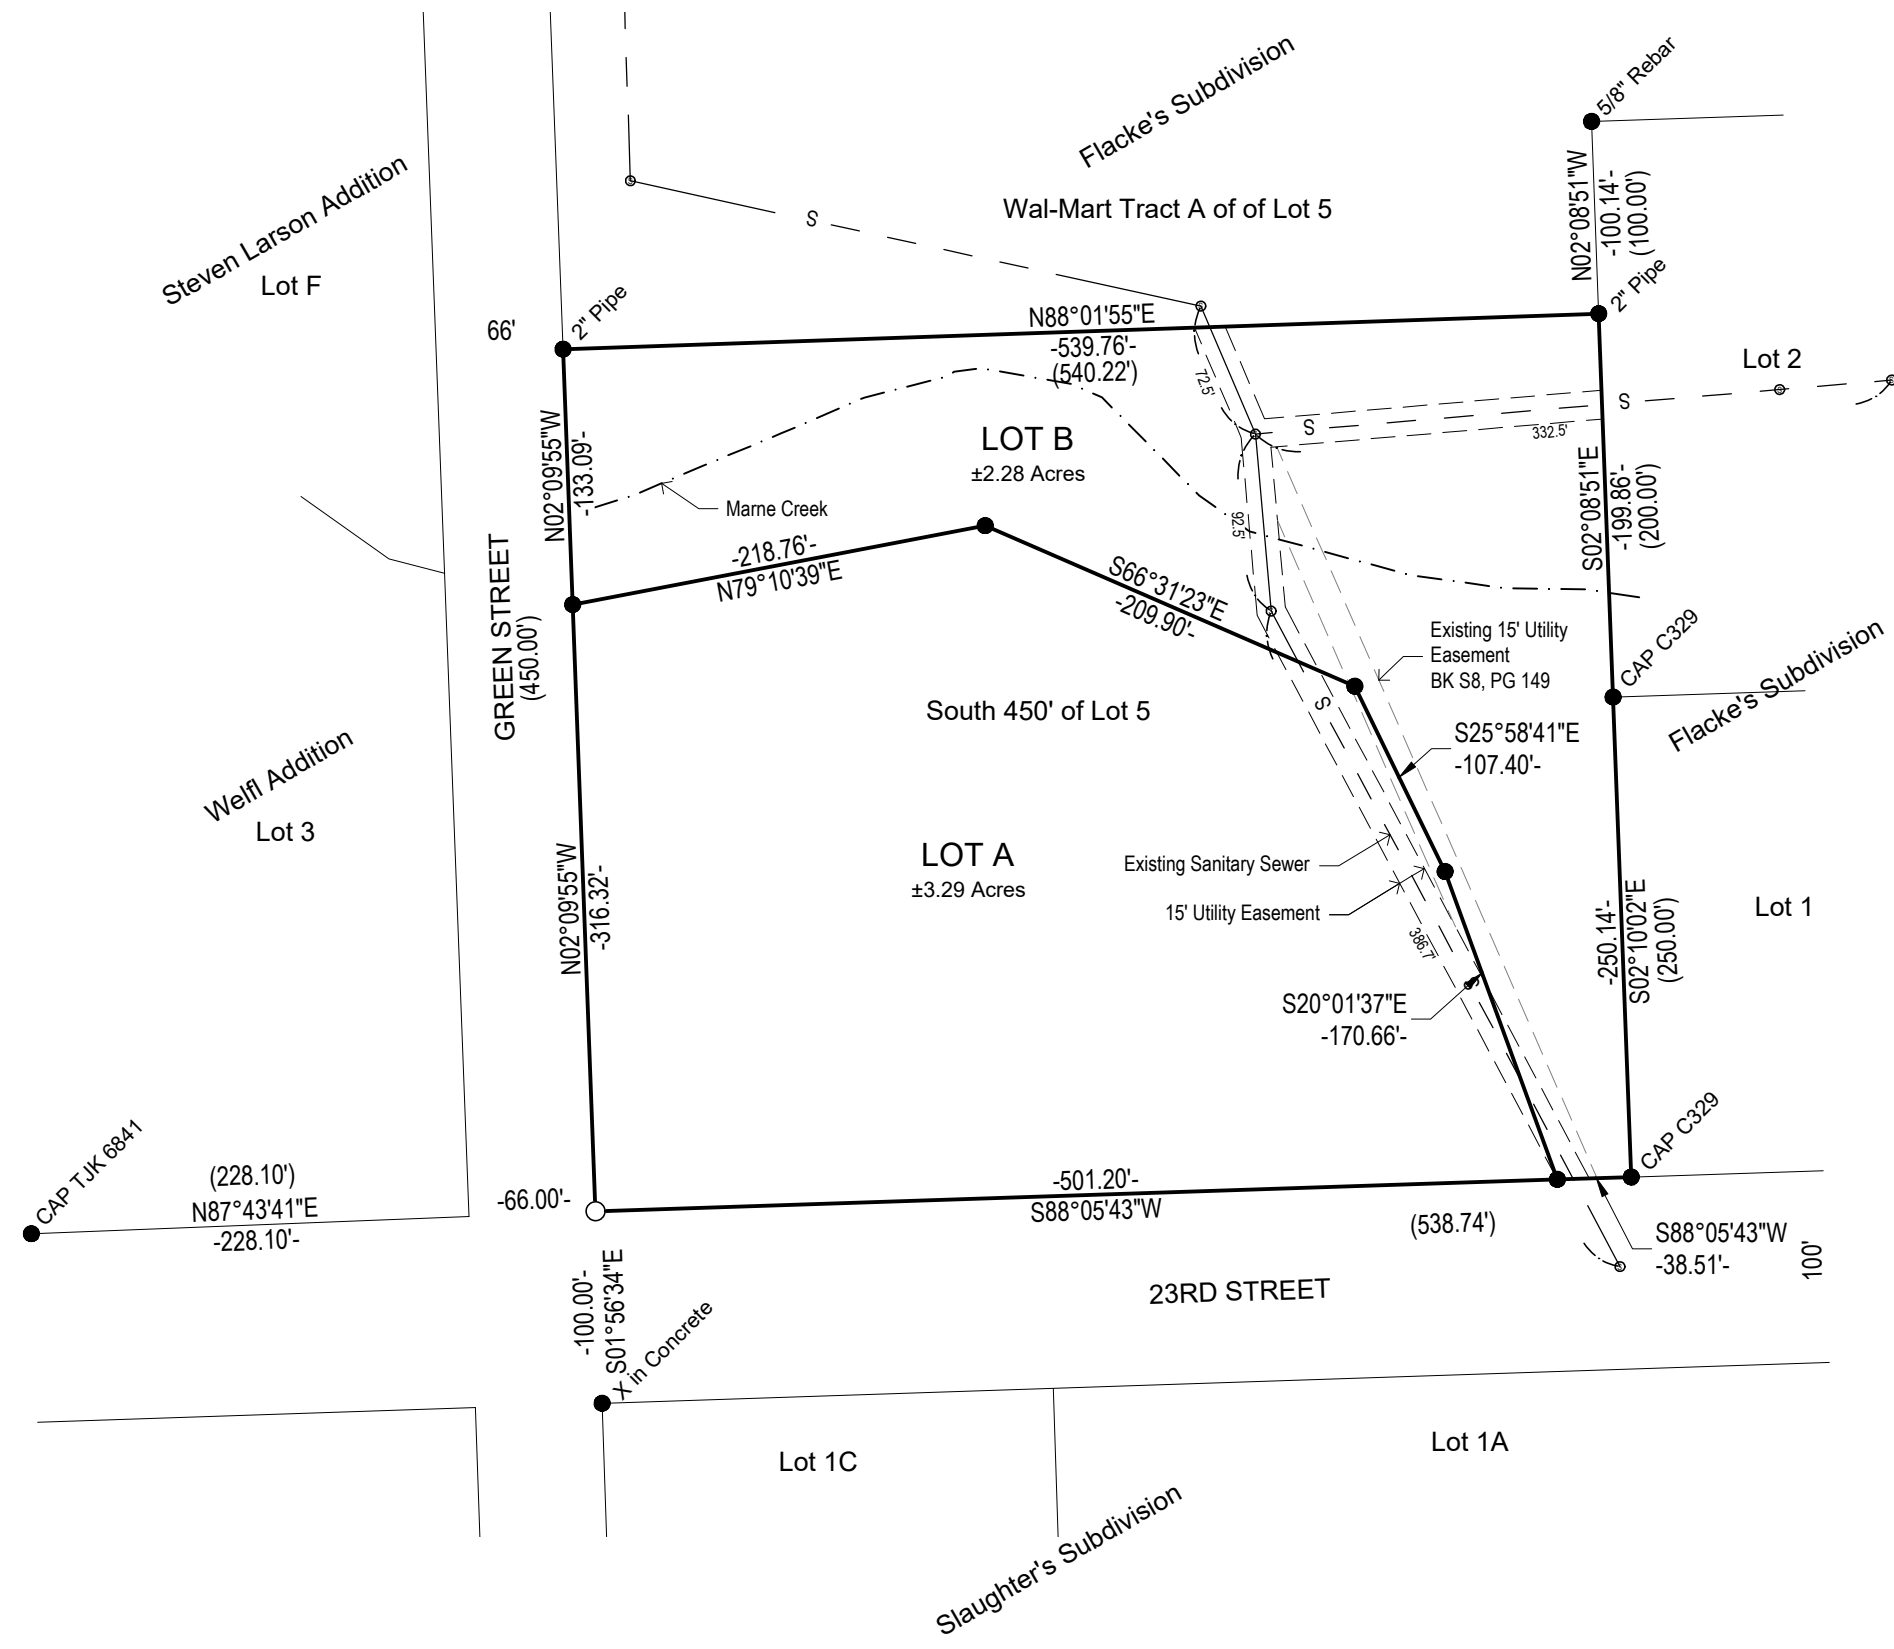 Flacke's Subdivision
5/8" Rebar
Steven Larson Addition
Lot F
S
Wal-Mart Tract A of of Lot 5
N02°08'51"W
-100.14'-
(100.00')
66'
2" Pipe
N88°01'55"E
-539.76'-
(540.22')
2" Pipe
Lot 2
72.5'
S
S
332.5'
LOT B
±2.28 Acres
N02°09'55"W
-133.09'-
Marne Creek
92.5'
S02°08'51"E
-199.86'-
(200.00')
-218.76'-
N79°10'39"E
S66°31'23"E
-209.90'-
GREEN STREET
(450.00')
Existing 15' Utility
Easement
BK S8, PG 149
CAP C329
Flacke's Subdivision
South 450' of Lot 5
S
S25°58'41"E
-107.40'-
Welfl Addition
Lot 3
LOT A
±3.29 Acres
Existing Sanitary Sewer
15' Utility Easement
N02°09'55"W
-316.32'-
386.7'
-250.14'-
S02°10'02"E
(250.00')
Lot 1
S
S20°01'37"E
-170.66'-
CAP TJK 6841
(228.10')
N87°43'41"E
-228.10'-
-66.00'-
-501.20'-
S88°05'43"W
(538.74')
CAP C329
S88°05'43"W
-38.51'-
100'
23RD STREET
-100.00'-
S01°56'34"E
X in Concrete
Lot 1C
Lot 1A
Slaughter's Subdivision